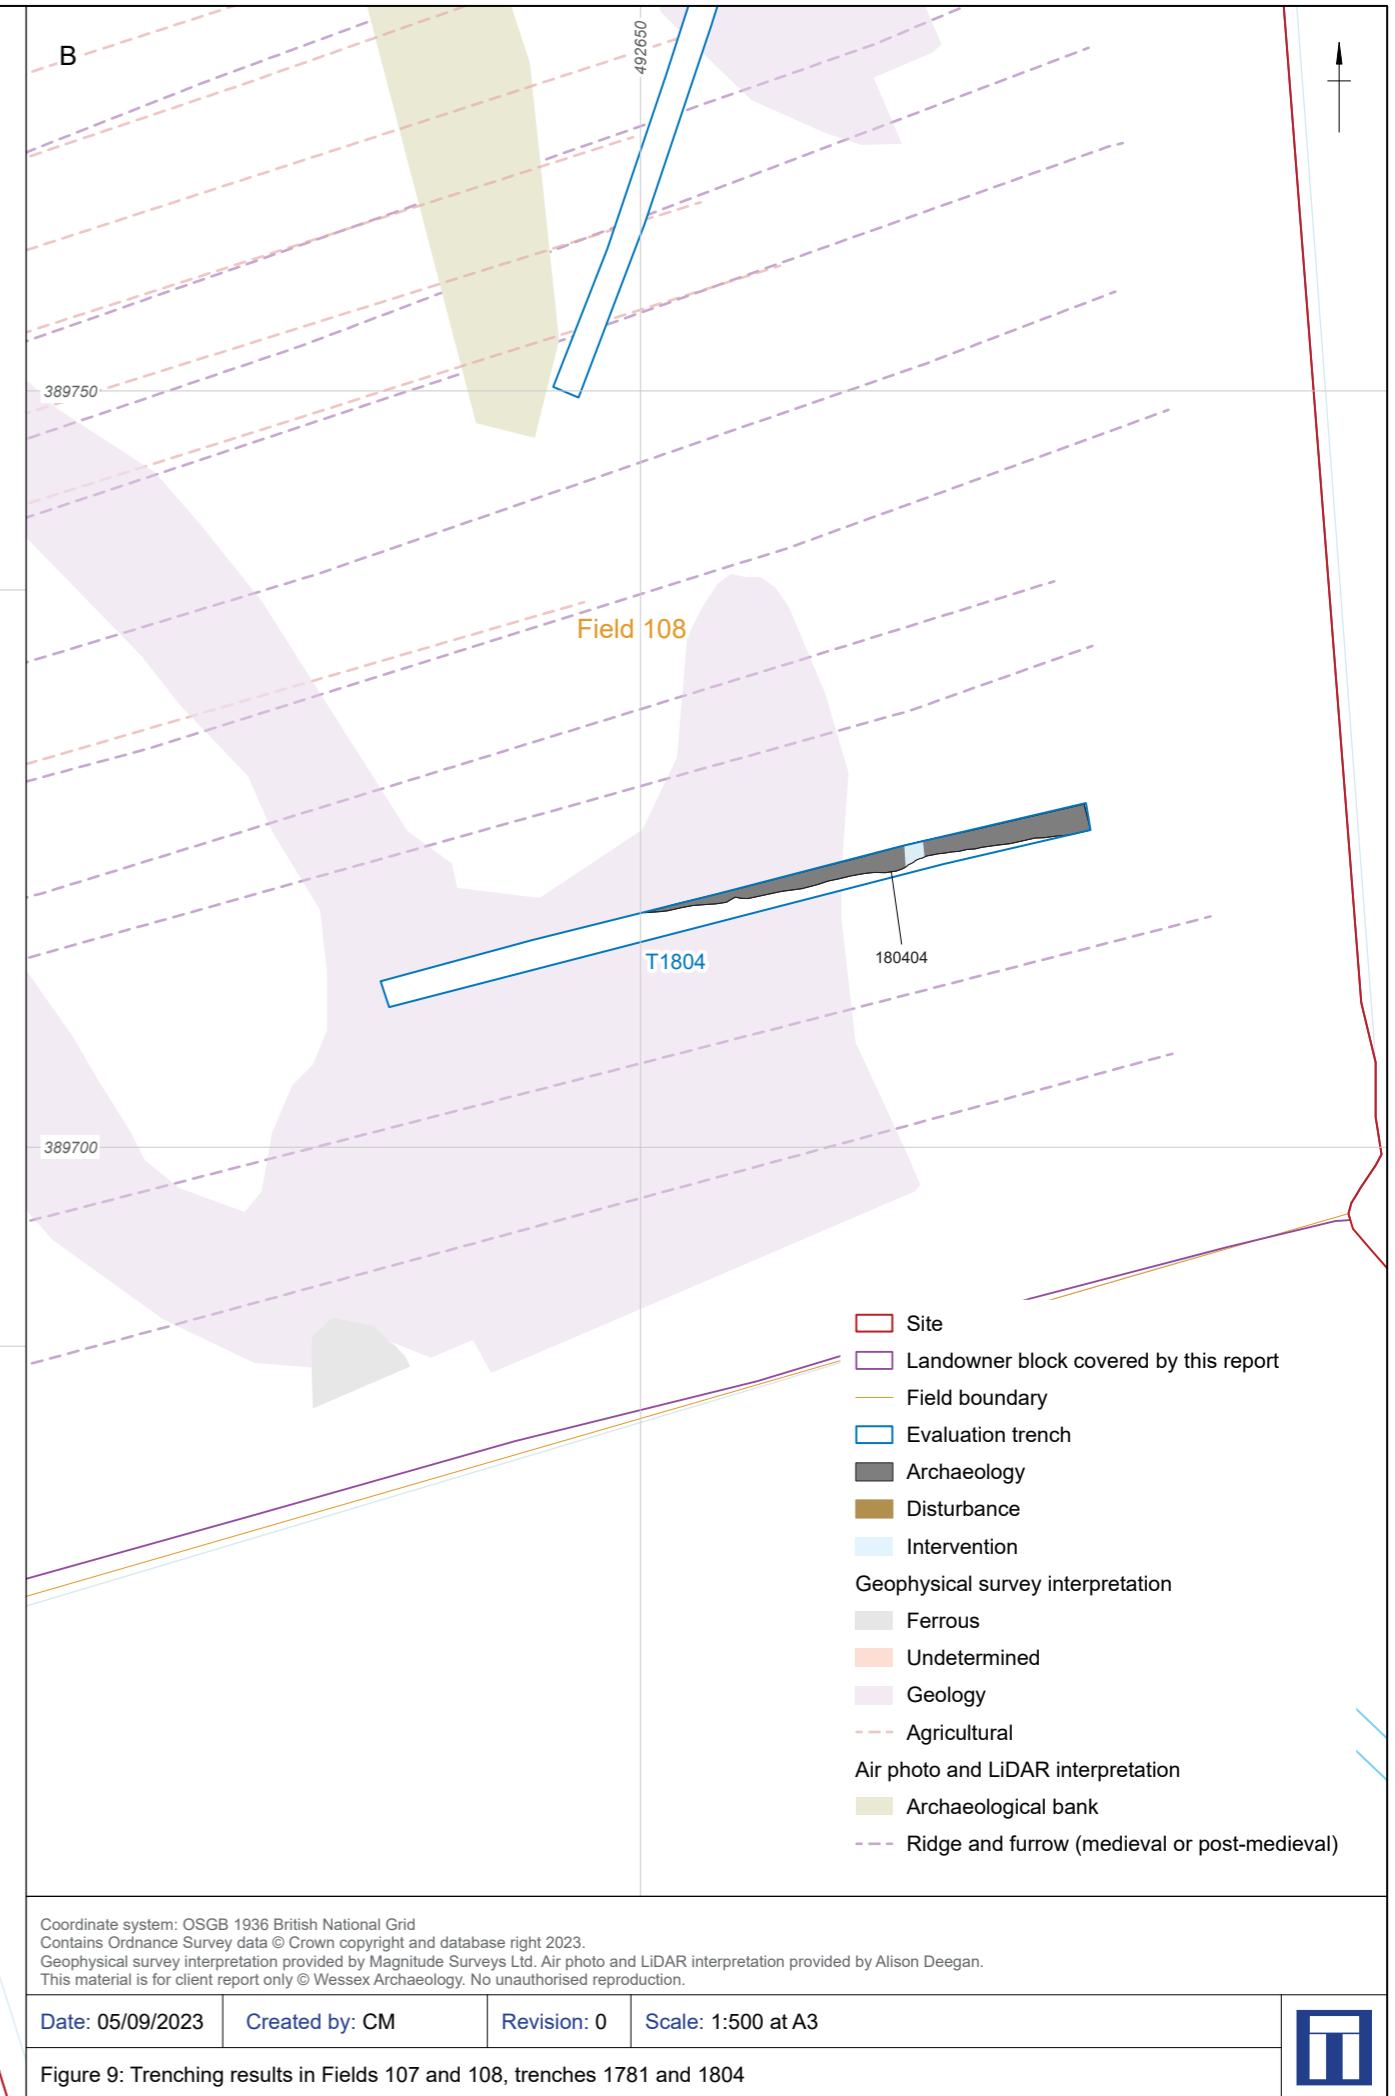 B
492650
389750
Field 108
T1804
180404
389700
Site
Landowner block covered by this report
Field boundary
Evaluation trench
Archaeology
Disturbance
Intervention
Geophysical survey interpretation
Ferrous
Undetermined
Geology
Agricultural
Air photo and LiDAR interpretation
Archaeological bank
Ridge and furrow (medieval or post-medieval)
Coordinate system: OSGB 1936 British National Grid
Contains Ordnance Survey data © Crown copyright and database right 2023.
Geophysical survey interpretation provided by Magnitude Surveys Ltd. Air photo and LiDAR interpretation provided by Alison Deegan.
This material is for client report only © Wessex Archaeology. No unauthorised reproduction.
Date: 05/09/2023 Created by: CM Revision: 0 Scale: 1:500 at A3
Figure 9: Trenching results in Fields 107 and 108, trenches 1781 and 1804